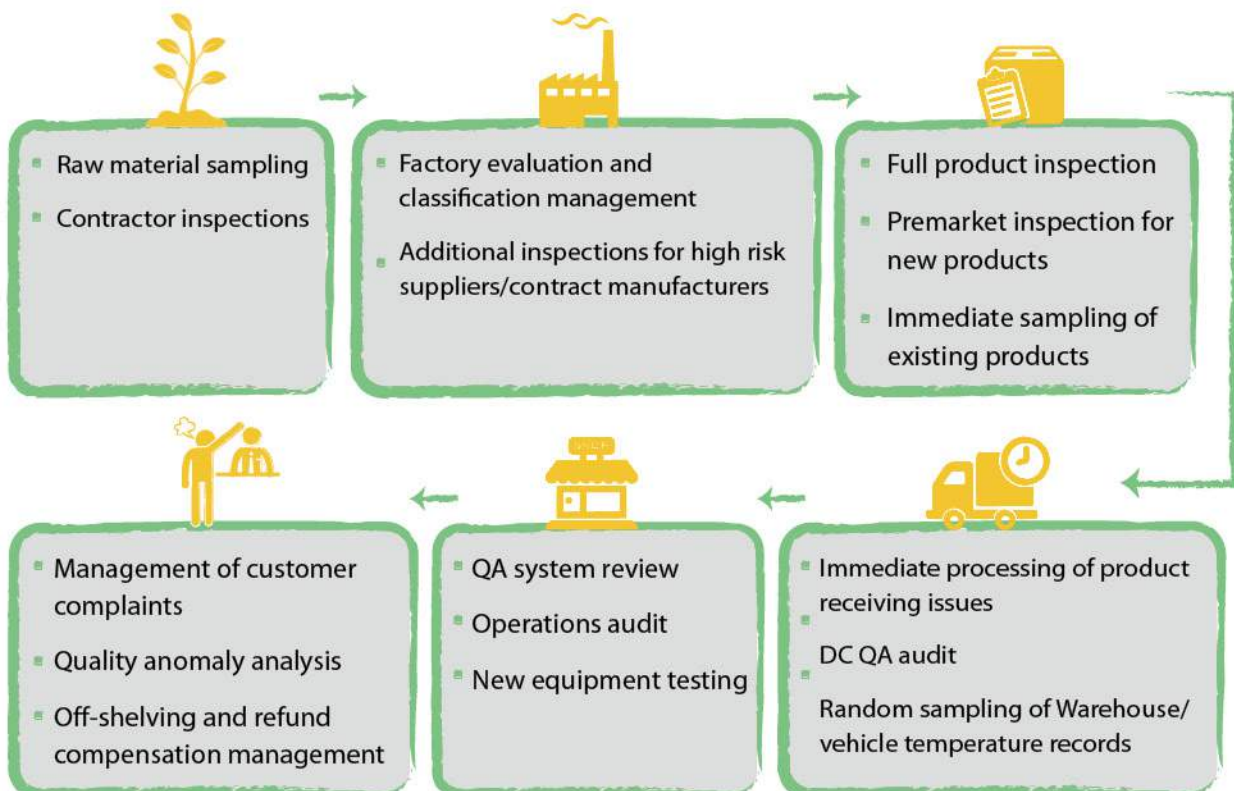 Raw material sampling
Contractor inspections
Factory evaluation and
classification management
Additional inspections for high risk
suppliers/contract manufacturers
Full product inspection
Premarket inspection for
new products
Immediate sampling of
existing products
Management of customer
complaints
Quality anomaly analysis
Off-shelving and refund
compensation management
QA system review
Operations audit
New equipment testing
Immediate processing of product
receiving issues
DC QA audit
Random sampling of Warehouse/
vehicle temperature records